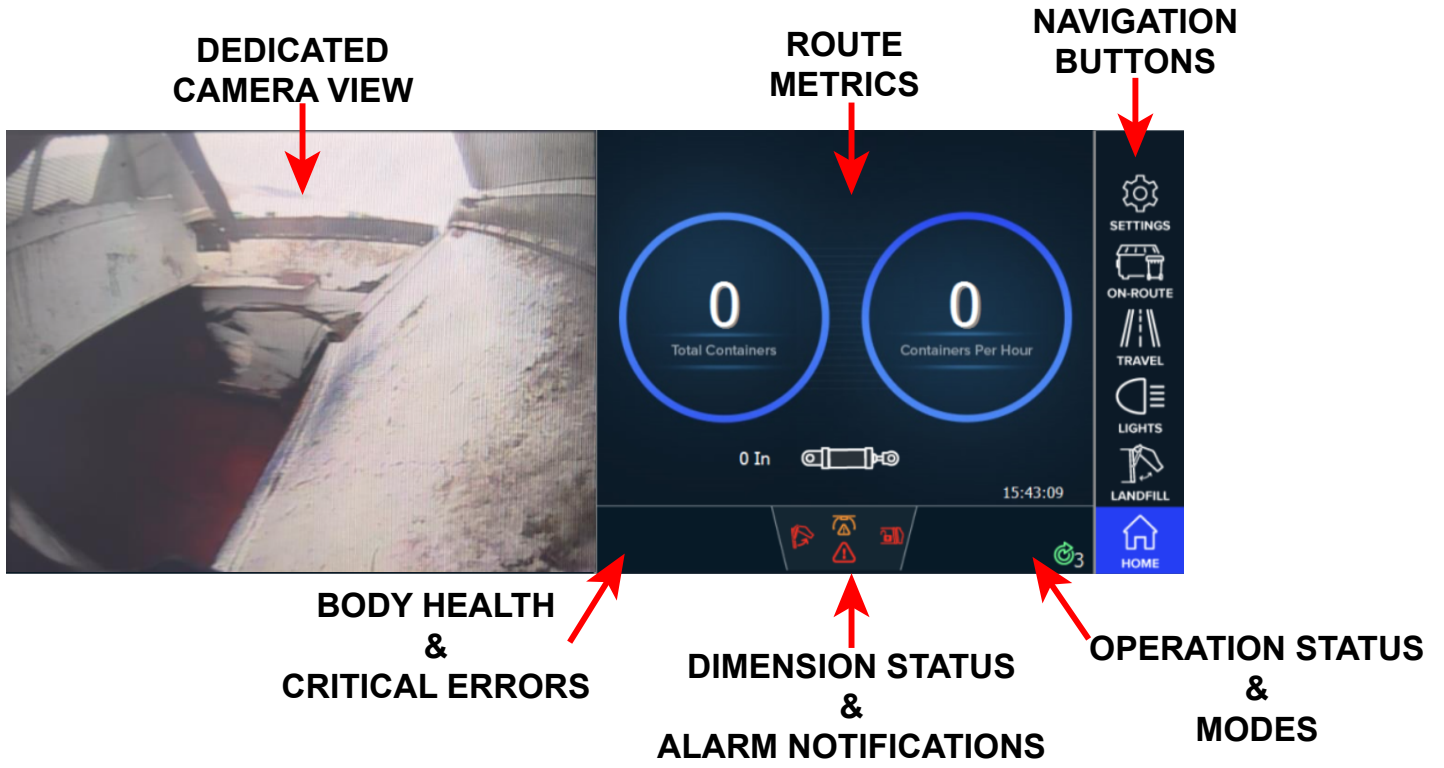 DEDICATED
CAMERA VIEW
ROUTE
METRICS
NAVIGATION
BUTTONS
SETTINGS
ON-ROUTE
TRAVEL
LIGHTS
LANDFILL
HOME
0
Total Containers
0
Containers Per Hour
0 In
15:43:09
3
BODY HEALTH
&
CRITICAL ERRORS
DIMENSION STATUS
&
ALARM NOTIFICATIONS
OPERATION STATUS
&
MODES